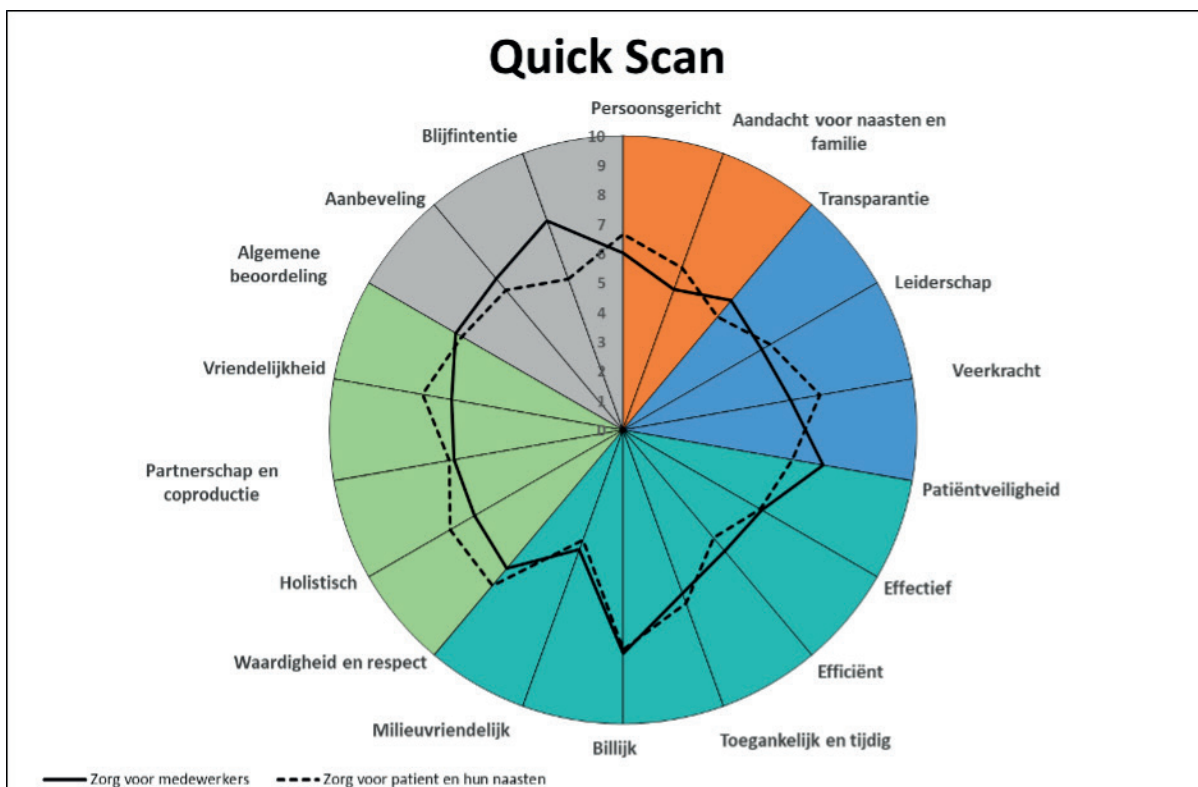 Quick Scan
Persoonsgericht
Aandacht voor naasten en
familie
Transparantie
Leiderschap
Veerkracht
Patiëntveiligheid
Effectief
Efficiënt
Toegankelijk en tijdig
Billijk
Milieuvriendelijk
Waardigheid en respect
Holistisch
Partnerschap en
coproductie
Vriendelijkheid
Algemene
beoordeling
Aanbeveling
Blijfintentie
10
9
8
7
6
5
4
3
2
1
0
Zorg voor medewerkers
Zorg voor patient en hun naasten